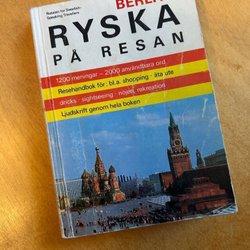 Russian for Swedish-
Speaking Travellers
BERLI
RYSKA
PÅ RESAN
1200 meningar – 2000 användbara ord
Resehandbok för: bl.a. shopping · äta ute
dricks · sightseeing · nöjen, rekreation
Ljudskrift genom hela boken